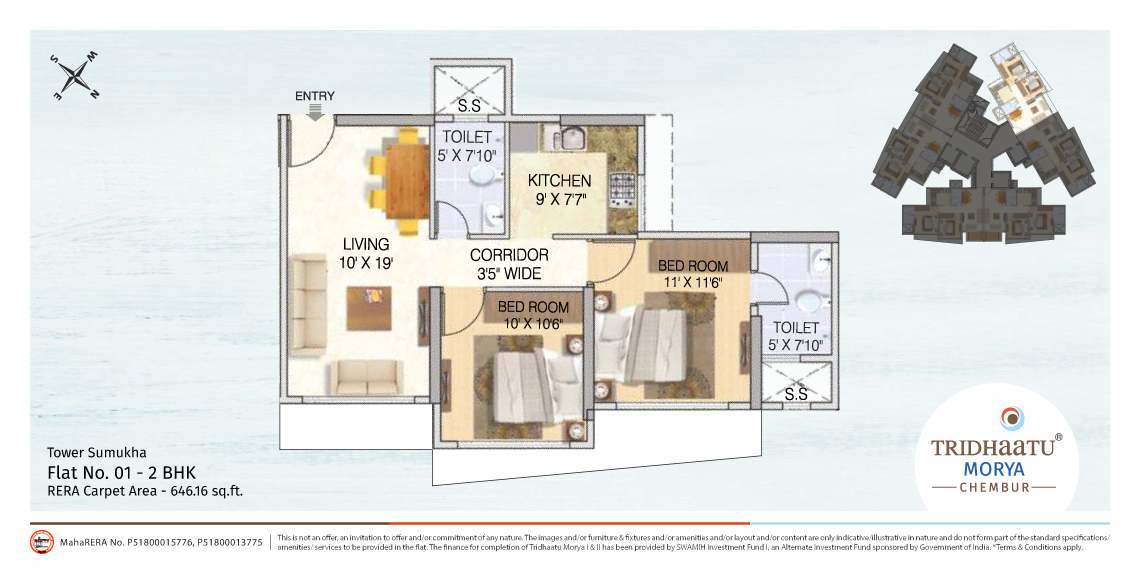 S
W
E
N
ENTRY
S.S
TOILET
5' X 7'10"
KITCHEN
9' X 7'7"
LIVING
10' X 19'
CORRIDOR
3'5" WIDE
BED ROOM
11' X 11'6"
BED ROOM
10' X 10'6"
TOILET
5' X 7'10"
S.S
Tower Sumukha
Flat No. 01 - 2 BHK
RERA Carpet Area - 646.16 sq.ft.
TRIDHaaTU®
MORYA
CHEMBUR
MahaRERA No. P51800015776, P51800013775
This is not an offer, an invitation to offer and/or commitment of any nature. The images and/or furniture & fixtures and/or amenities and/or layout and/or content are only indicative/illustrative in nature and do not form part of the standard specifications/
amenities/ services to be provided in the flat. The finance for completion of Tridhaatu Morya I & II has been provided by SWAMIH Investment Fund I, an Alternate Investment Fund sponsored by Government of India. *Terms & Conditions apply.